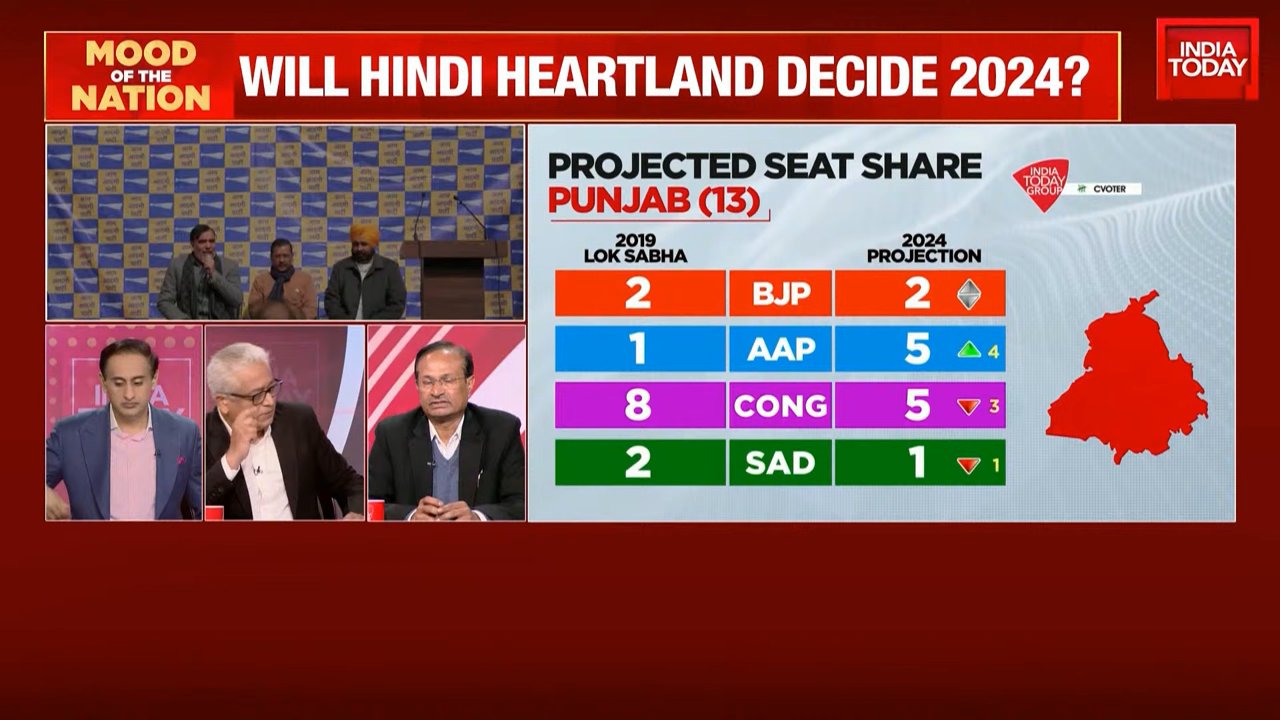 MOOD
OF THE
NATION
WILL HINDI HEARTLAND DECIDE 2024?
INDIA
TODAY
PROJECTED SEAT SHARE
PUNJAB (13)
INDIA
TODAY
GROUP
CVOTER
2019
LOK SABHA
2024
PROJECTION
2 BJP 2
1 AAP 5 4
8 CONG 5 3
2 SAD 1 1